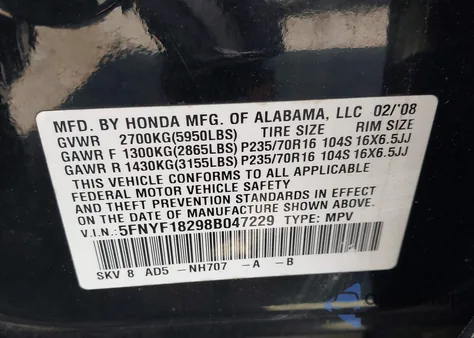 MFD. BY HONDA MFG. OF ALABAMA, LLC 02/'08
GVWR 2700KG(5950LBS) TIRE SIZE RIM SIZE
GAWR F 1300KG(2865LBS) P235/70R16 104S 16X6.5JJ
GAWR R 1430KG(3155LBS) P235/70R16 104S 16X6.5JJ
THIS VEHICLE CONFORMS TO ALL APPLICABLE
FEDERAL MOTOR VEHICLE SAFETY BUMPER,
AND THEFT PREVENTION STANDARDS IN EFFECT
ON THE DATE OF MANUFACTURE SHOWN ABOVE.
V.I.N.: 5FNYF18298B047229 TYPE: MPV
SKV 8 AD5 -NH707 -A -B